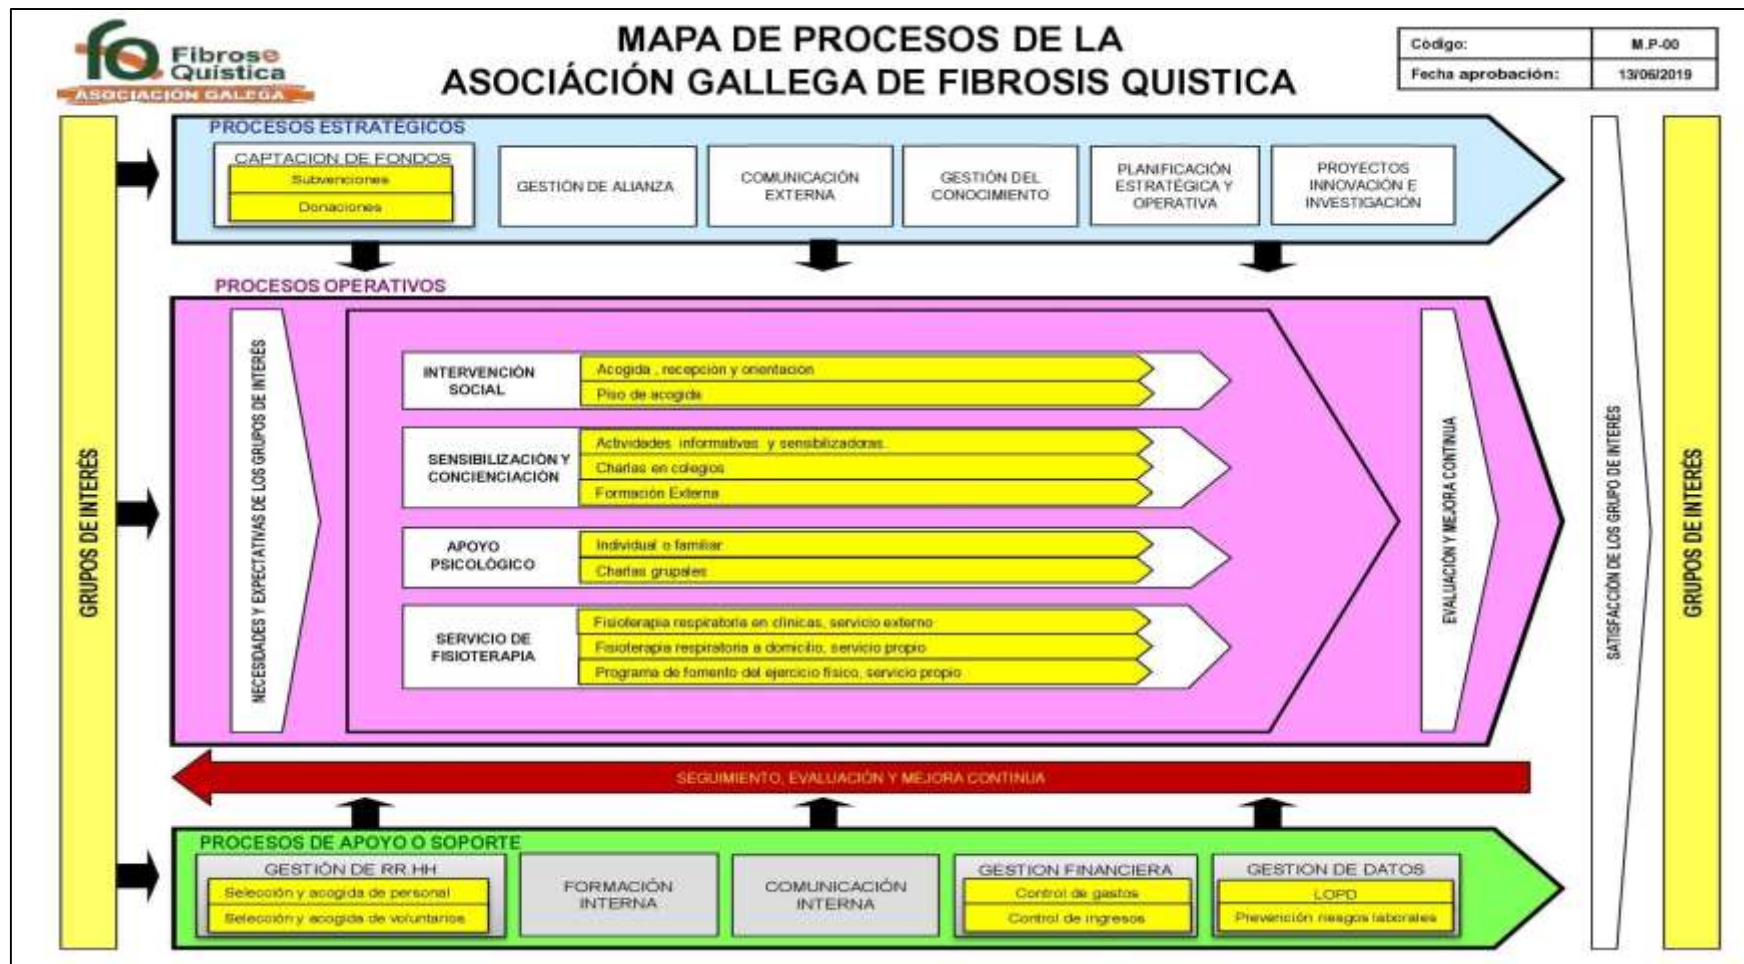 Fibrose
Quística
ASOCIACIÓN GALEGA
MAPA DE PROCESOS DE LA
ASOCIÁCIÓN GALLEGA DE FIBROSIS QUISTICA
Código: M.P-00
Fecha aprobación: 13/06/2019
GRUPOS DE INTERÉS
PROCESOS ESTRATÉGICOS
CAPTACION DE FONDOS
Subvenciones
Donaciones
GESTIÓN DE ALIANZA
COMUNICACIÓN
EXTERNA
GESTIÓN DEL
CONOCIMIENTO
PLANIFICACIÓN
ESTRATÉGICA Y
OPERATIVA
PROYECTOS
INNOVACIÓN E
INVESTIGACIÓN
PROCESOS OPERATIVOS
NECESIDADES Y EXPECTATIVAS DE LOS GRUPOS DE INTERÉS
INTERVENCIÓN
SOCIAL
Acogida , recepción y orientación
Piso de acogida
SENSIBILIZACIÓN Y
CONCIENCIACIÓN
Actividades informativas y sensibilizadoras.
Charlas en colegios
Formación Externa
APOYO
PSICOLÓGICO
Individual o familiar
Charlas grupales
SERVICIO DE
FISIOTERAPIA
Fisioterapia respiratoria en clínicas, servicio externo
Fisioterapia respiratoria a domicilio, servicio propio
Programa de fomento del ejercicio físico, servicio propio
EVALUACIÓN Y MEJORA CONTINUA
SEGUIMIENTO, EVALUACIÓN Y MEJORA CONTINUA
PROCESOS DE APOYO O SOPORTE
GESTIÓN DE RR.HH
Selección y acogida de personal
Selección y acogida de voluntarios
FORMACIÓN
INTERNA
COMUNICACIÓN
INTERNA
GESTION FINANCIERA
Control de gastos
Control de ingresos
GESTION DE DATOS
LOPD
Prevención riesgos laborales
SATISFACCIÓN DE LOS GRUPO DE INTERÉS
GRUPOS DE INTERÉS